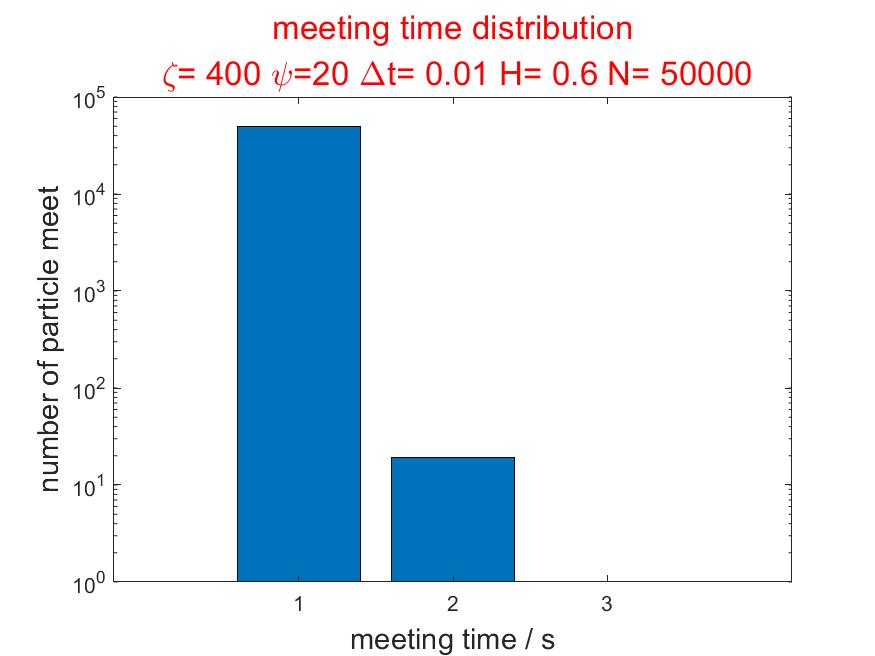 meeting time distribution
ζ= 400 ψ=20 Δt= 0.01 H= 0.6 N= 50000
10^5
10^4
10^3
10^2
10^1
10^0
number of particle meet
1 2 3
meeting time / s